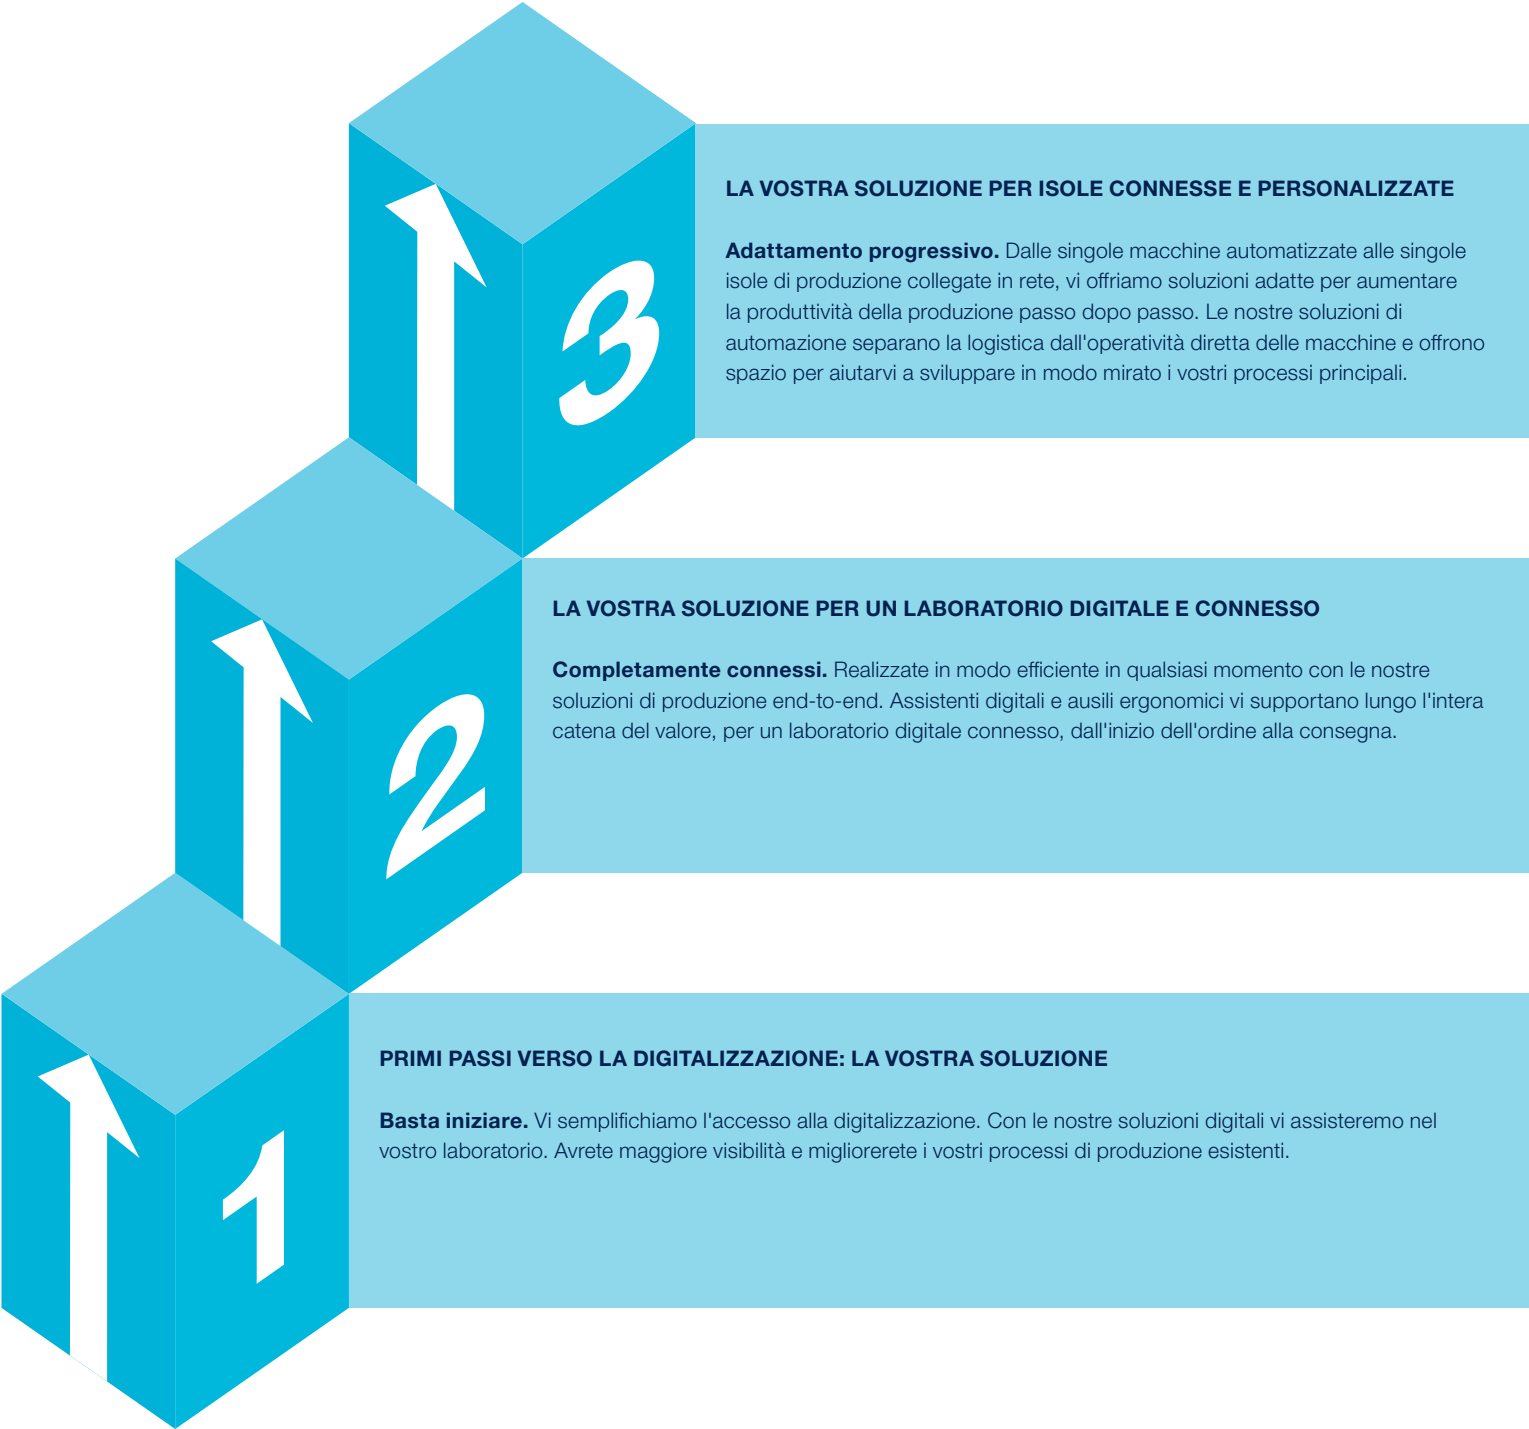 3
LA VOSTRA SOLUZIONE PER ISOLE CONNESSE E PERSONALIZZATE
Adattamento progressivo. Dalle singole macchine automatizzate alle singole
isole di produzione collegate in rete, vi offriamo soluzioni adatte per aumentare
la produttività della produzione passo dopo passo. Le nostre soluzioni di
automazione separano la logistica dall'operatività diretta delle macchine e offrono
spazio per aiutarvi a sviluppare in modo mirato i vostri processi principali.
2
LA VOSTRA SOLUZIONE PER UN LABORATORIO DIGITALE E CONNESSO
Completamente connessi. Realizzate in modo efficiente in qualsiasi momento con le nostre
soluzioni di produzione end-to-end. Assistenti digitali e ausili ergonomici vi supportano lungo l'intera
catena del valore, per un laboratorio digitale connesso, dall'inizio dell'ordine alla consegna.
1
PRIMI PASSI VERSO LA DIGITALIZZAZIONE: LA VOSTRA SOLUZIONE
Basta iniziare. Vi semplifichiamo l'accesso alla digitalizzazione. Con le nostre soluzioni digitali vi assisteremo nel
vostro laboratorio. Avrete maggiore visibilità e migliorerete i vostri processi di produzione esistenti.